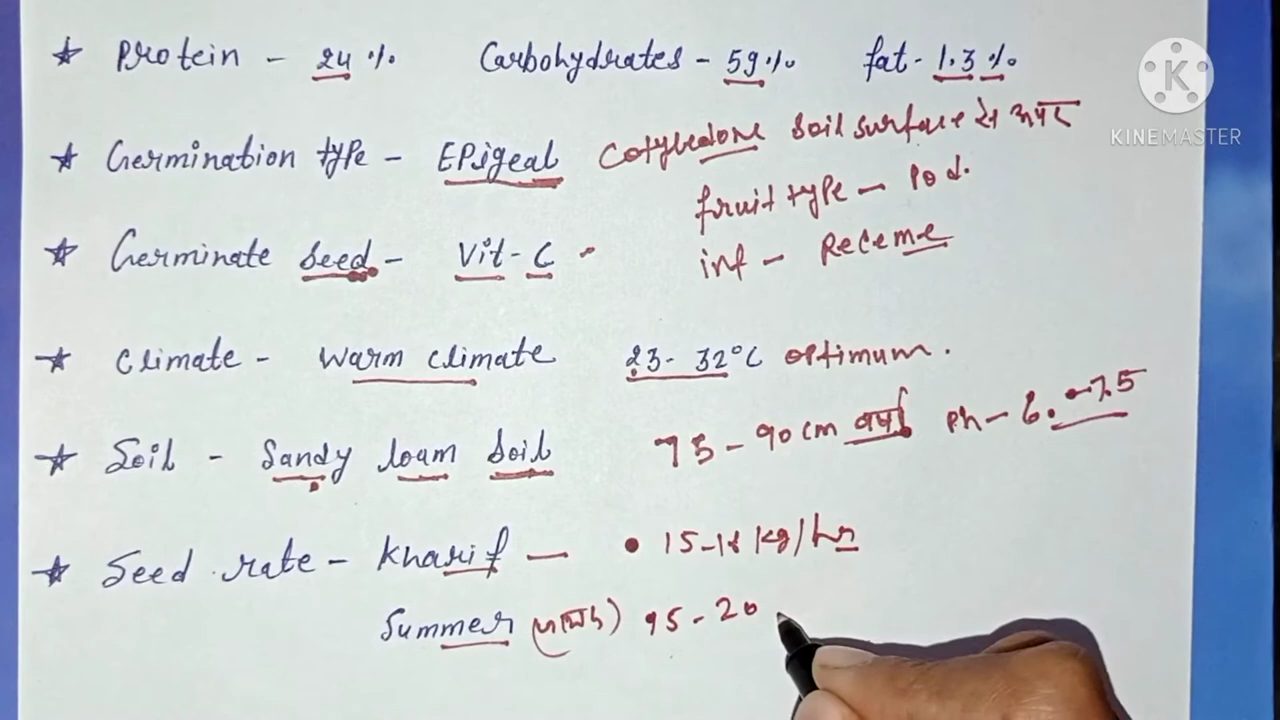 ★ Protein - 24 % Carbohydrates - 59 % fat - 1.3 %
KINEMASTER
★ Germination type - EPigeal Cotyledone Soil surface से ऊपर
fruit type - Pod.
★ Germinate Seed - Vit-C
inf - Receme
★ Climate - Warm climate 23-32°C optimum.
★ Soil - Sandy loam Soil 75-90 cm वर्षा Ph-6.-7.5
★ Seed rate - Kharif - 15-18 kg/
Summer 15-20